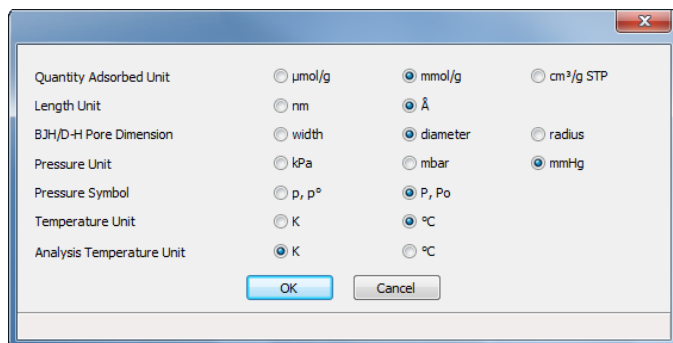 Quantity Adsorbed Unit µmol/g mmol/g cm³/g STP
Length Unit nm Å
BJH/D-H Pore Dimension width diameter radius
Pressure Unit kPa mbar mmHg
Pressure Symbol p, p° P, Po
Temperature Unit K °C
Analysis Temperature Unit K °C
OK Cancel